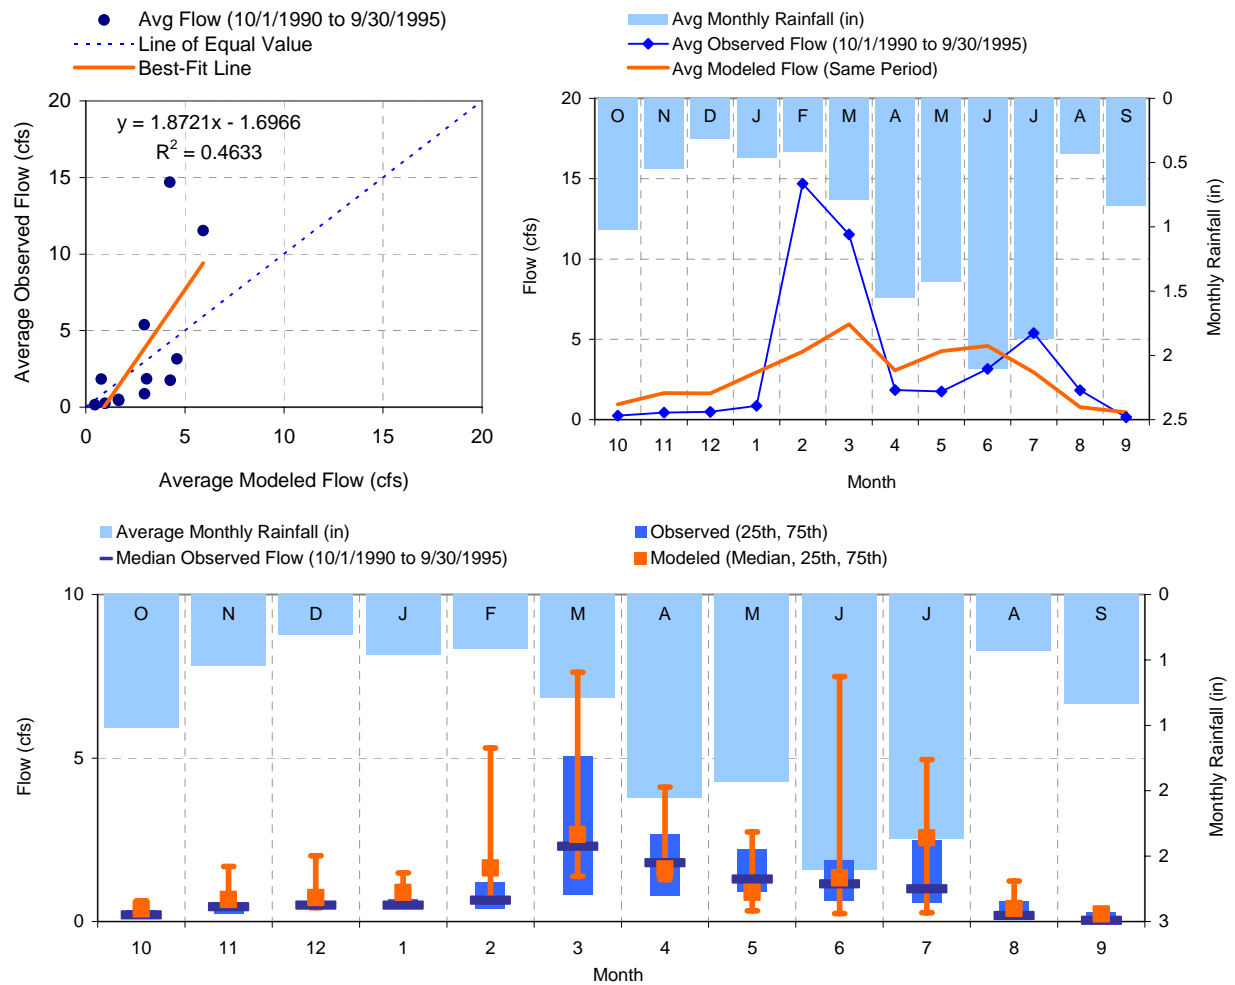 Avg Flow (10/1/1990 to 9/30/1995)
Line of Equal Value
Best-Fit Line
y = 1.8721x - 1.6966
R2 = 0.4633
20
15
10
5
0
0 5 10 15 20
Average Observed Flow (cfs)
Average Modeled Flow (cfs)
Avg Monthly Rainfall (in)
Avg Observed Flow (10/1/1990 to 9/30/1995)
Avg Modeled Flow (Same Period)
O N D J F M A M J J A S
20
15
10
5
0
Flow (cfs)
0
0.5
1
1.5
2
2.5
Monthly Rainfall (in)
10 11 12 1 2 3 4 5 6 7 8 9
Month
Average Monthly Rainfall (in)
Median Observed Flow (10/1/1990 to 9/30/1995)
Observed (25th, 75th)
Modeled (Median, 25th, 75th)
O N D J F M A M J J A S
10
5
0
Flow (cfs)
0
1
1
2
2
3
Monthly Rainfall (in)
10 11 12 1 2 3 4 5 6 7 8 9
Month